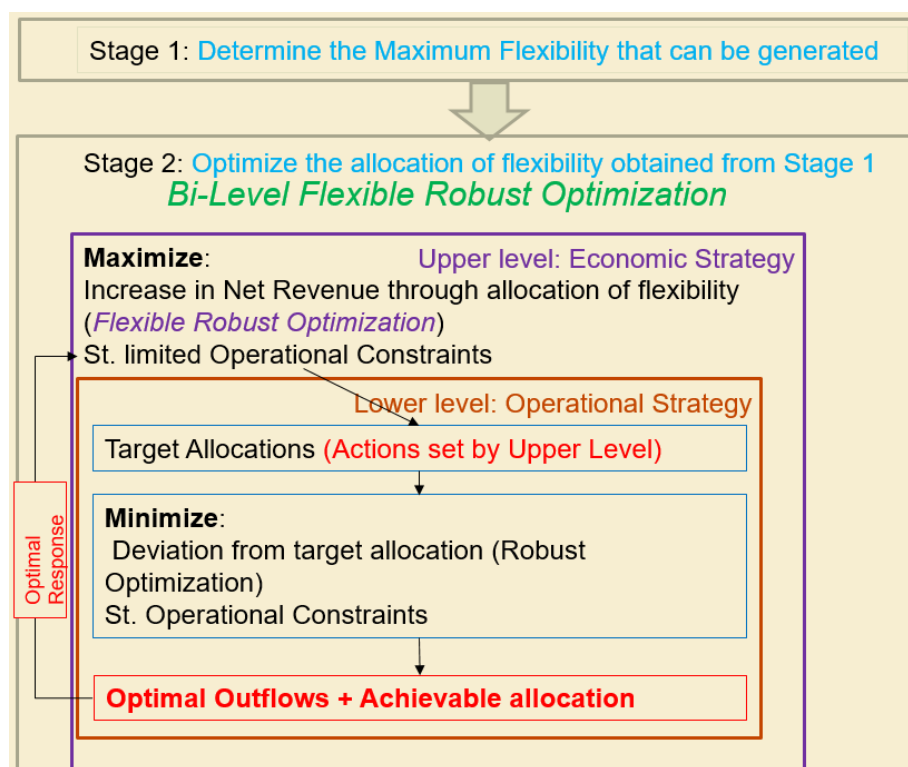 Stage 1: Determine the Maximum Flexibility that can be generated
Stage 2: Optimize the allocation of flexibility obtained from Stage 1
Bi-Level Flexible Robust Optimization
Maximize:
Upper level: Economic Strategy
Increase in Net Revenue through allocation of flexibility
(Flexible Robust Optimization)
St. limited Operational Constraints
Lower level: Operational Strategy
Target Allocations (Actions set by Upper Level)
Minimize:
Deviation from target allocation (Robust
Optimization)
St. Operational Constraints
Optimal Outflows + Achievable allocation
Optimal
Response